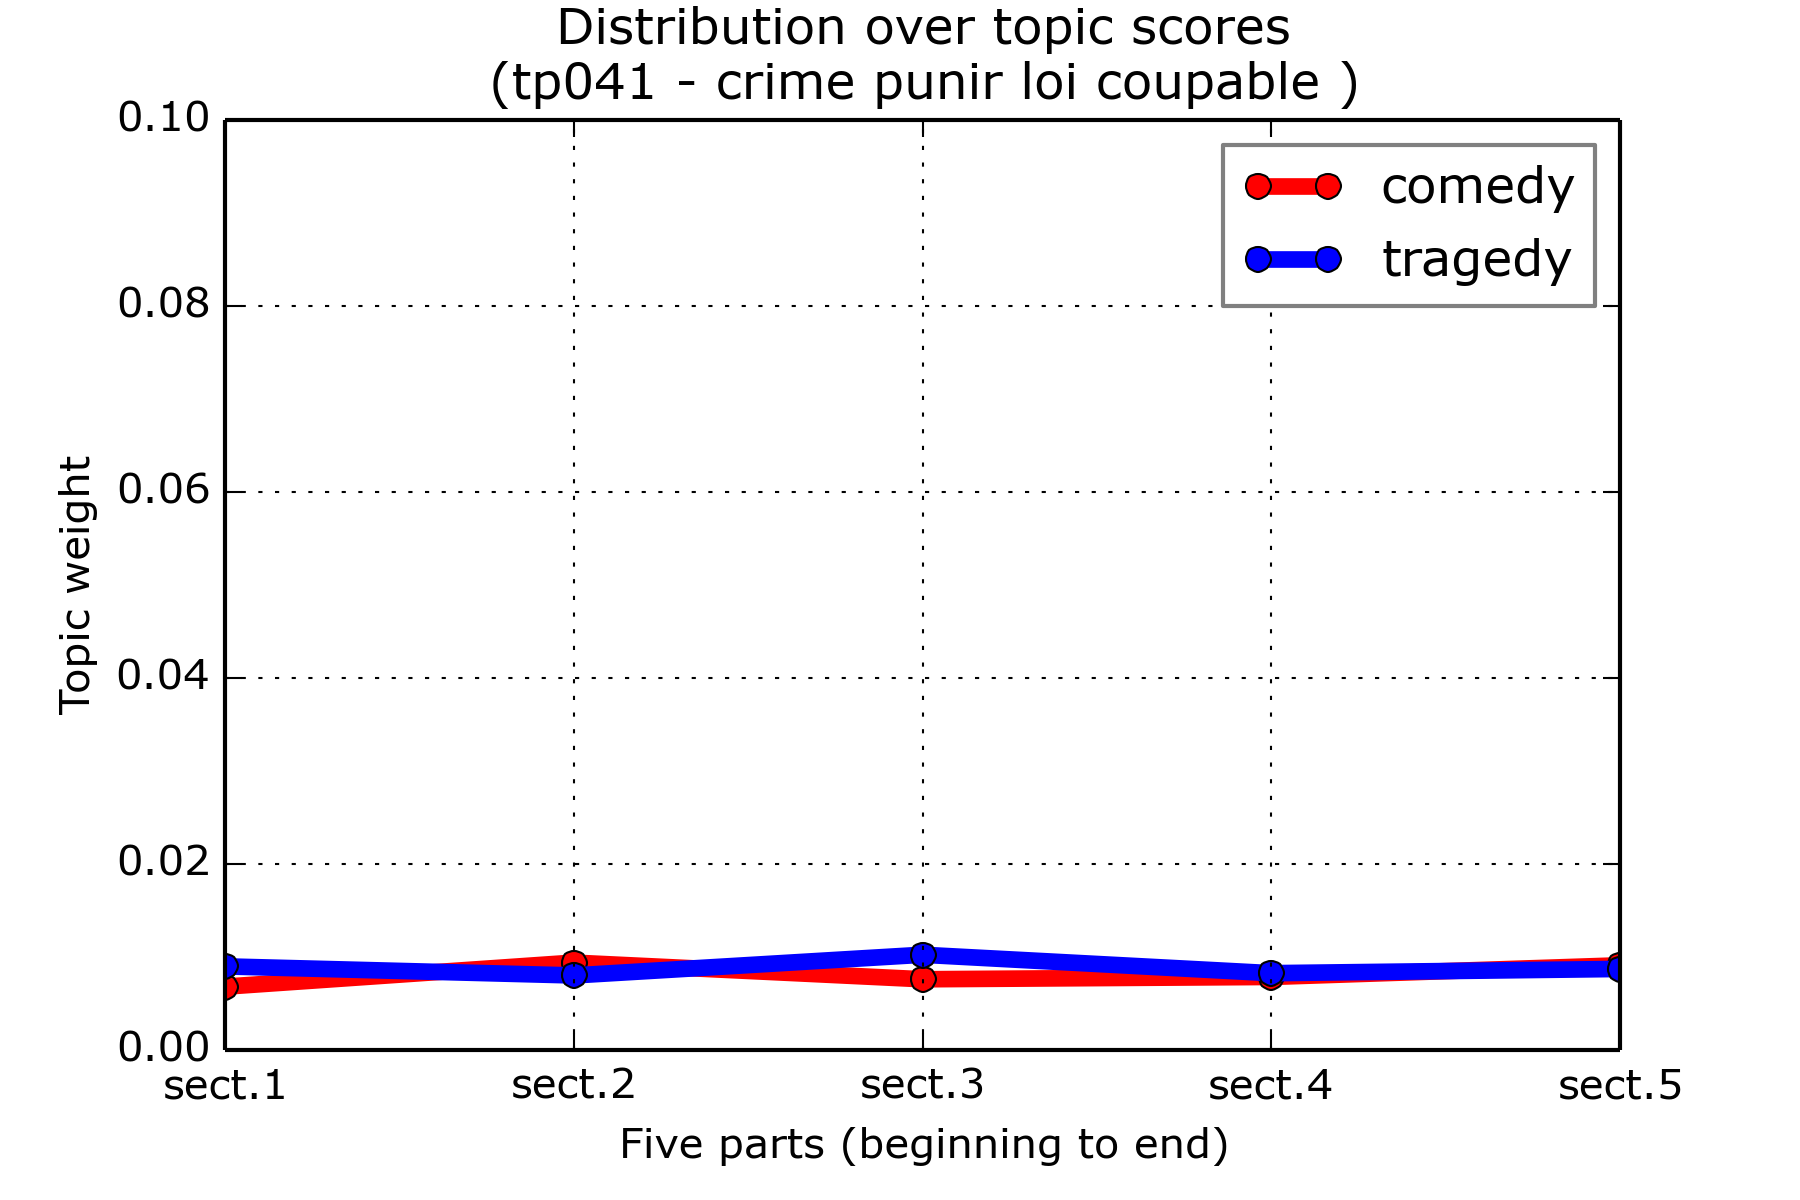 Distribution over topic scores
(tp041 - crime punir loi coupable )
0.10
0.08
0.06
0.04
0.02
0.00
Topic weight
comedy
tragedy
sect.1 sect.2 sect.3 sect.4 sect.5
Five parts (beginning to end)